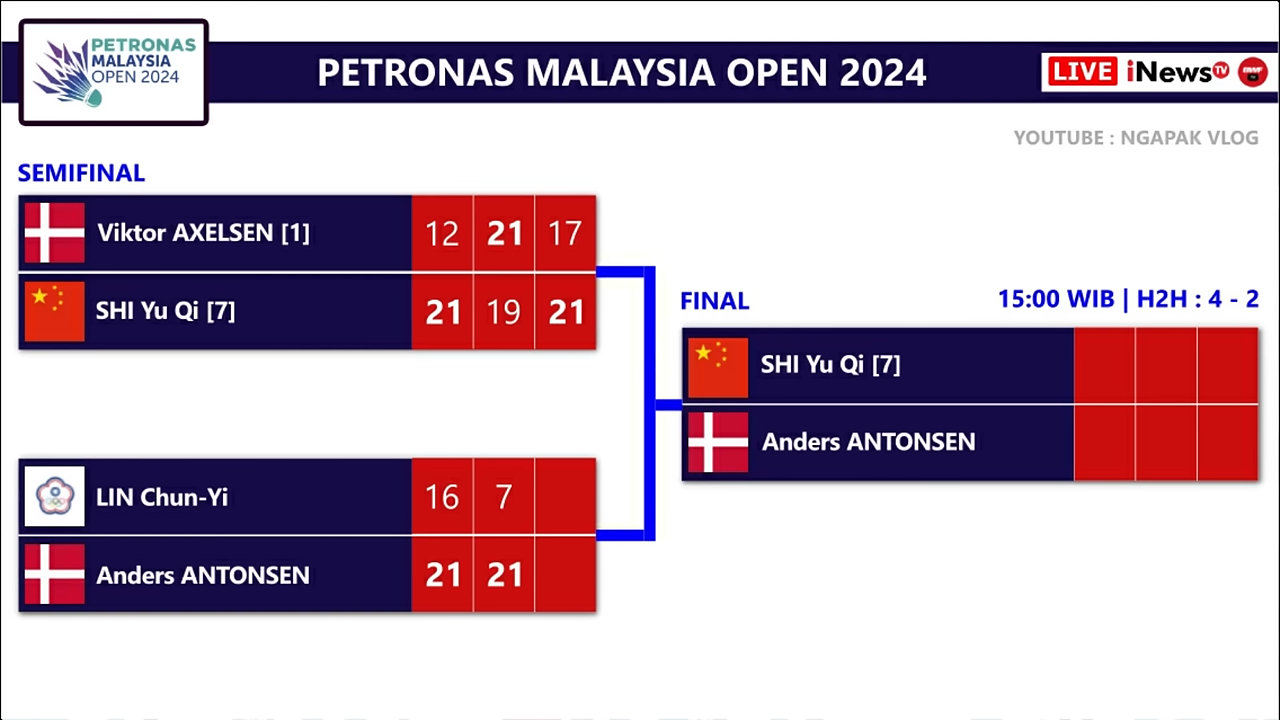 PETRONAS
MALAYSIA
OPEN 2024
PETRONAS MALAYSIA OPEN 2024
LIVE iNews TV BWF
YOUTUBE : NGAPAK VLOG
SEMIFINAL
Viktor AXELSEN [1] 12 21 17
SHI Yu Qi [7] 21 19 21
FINAL 15:00 WIB | H2H : 4 - 2
SHI Yu Qi [7]
Anders ANTONSEN
LIN Chun-Yi 16 7
Anders ANTONSEN 21 21